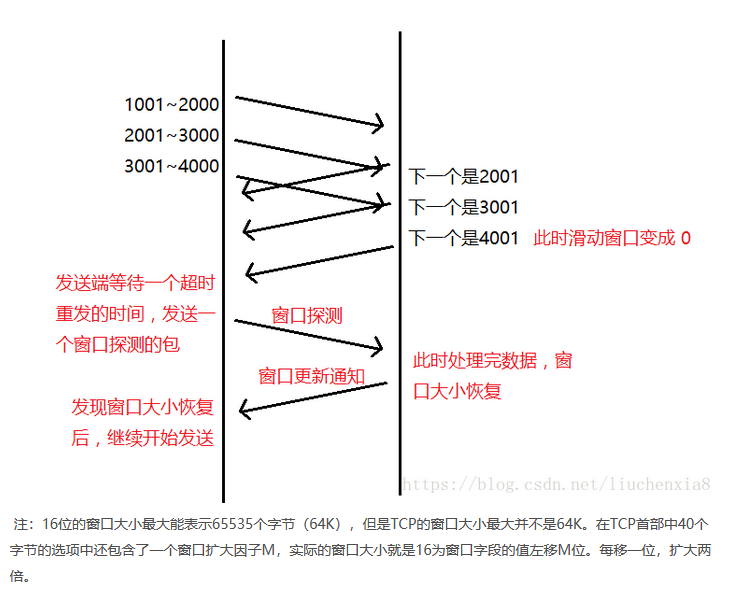 1001~2000
2001~3000
3001~4000
下一个是2001
下一个是3001
下一个是4001 此时滑动窗口变成 0
发送端等待一个超时
重发的时间，发送一
个窗口探测的包
窗口探测
此时处理完数据，窗
口大小恢复
窗口更新通知
发现窗口大小恢复
后，继续开始发送
https://blog.csdn.net/liuchenxia8
注：16位的窗口大小最大能表示65535个字节（64K），但是TCP的窗口大小最大并不是64K。在TCP首部中40个
字节的选项中还包含了一个窗口扩大因子M，实际的窗口大小就是16为窗口字段的值左移M位。每移一位，扩大两
倍。